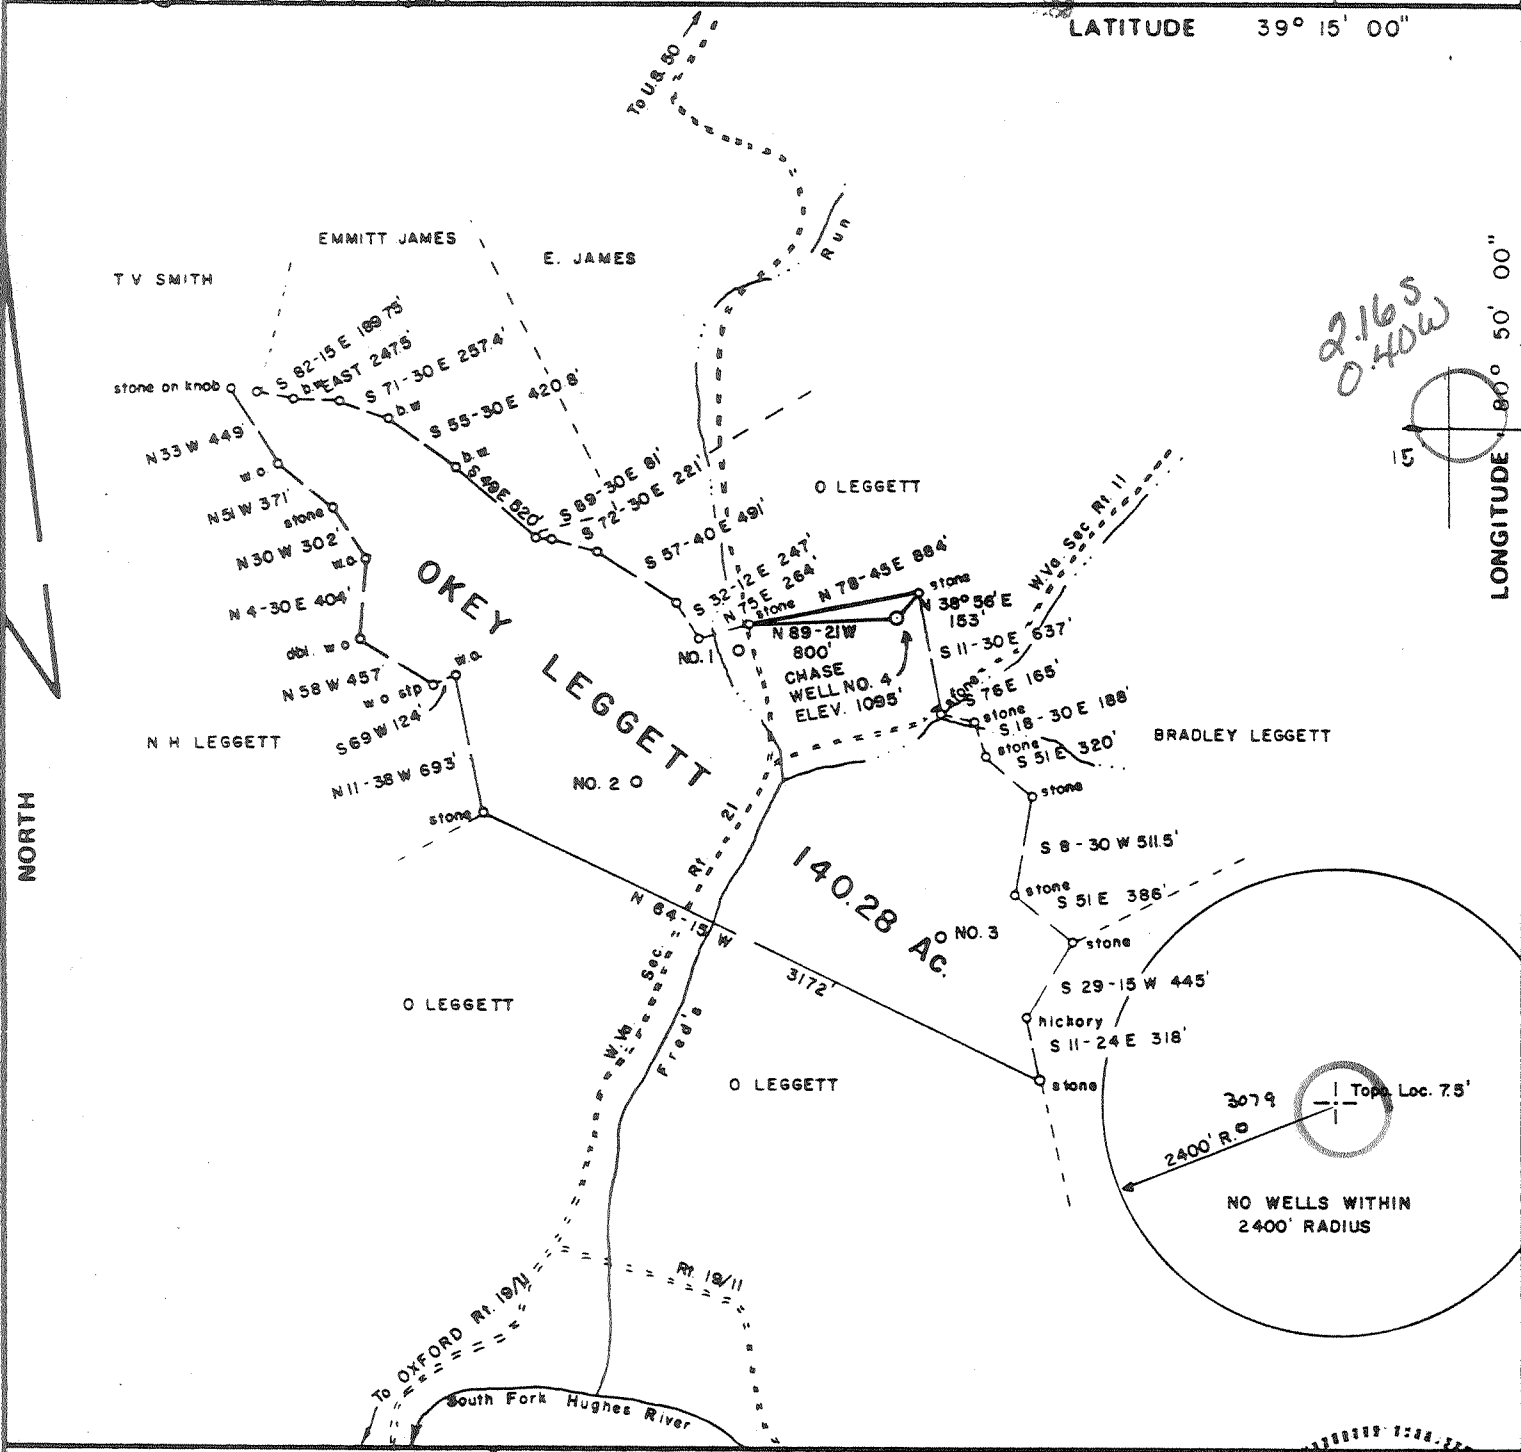 LATITUDE 39° 15' 00"
To U.S. 50
Run
EMMITT JAMES
E. JAMES
T V SMITH
2.16 S
0.40 W
LONGITUDE 80° 50' 00"
15'
stone on knob
S 82-15 E 189.75'
b.w
EAST 247.5'
S 71-30 E 257.4'
b.w
S 55-30 E 420.8'
b.w.
S 49 E 520'
S 89-30 E 81'
S 72-30 E 221'
S 57-40 E 491'
O LEGGETT
W.Va. Sec. Rt. 11
N 33 W 449'
w.o.
N 51 W 371'
stone
N 30 W 302'
w.o.
N 4-30 E 404'
dbl. w o
N 58 W 457'
w o stp
w.o.
S 69 W 124'
N 11-38 W 693'
stone
S 32-12 E 247'
N 75 E 264'
stone
N 78-45 E 884'
stone
N 38° 56' E
153'
N 89-21 W
800'
NO. 1
CHASE
WELL NO. 4
ELEV. 1095'
S 11-30 E 637'
stone
S 76 E 165'
stone
S 18-30 E 188'
stone
S 51 E 320'
stone
BRADLEY LEGGETT
OKEY LEGGETT
N H LEGGETT
NO. 2
NORTH
S 8-30 W 511.5'
stone
S 51 E 386'
stone
140.28 Ac.
NO. 3
N 64-15 W
3172'
S 29-15 W 445'
hickory
S 11-24 E 318'
stone
W.Va. Sec. Rt 21
Fred's
O LEGGETT
O LEGGETT
3079
Topo. Loc. 7.5'
2400' R.
NO WELLS WITHIN
2400' RADIUS
Rt. 19/11
To OXFORD Rt. 19/11
South Fork Hughes River